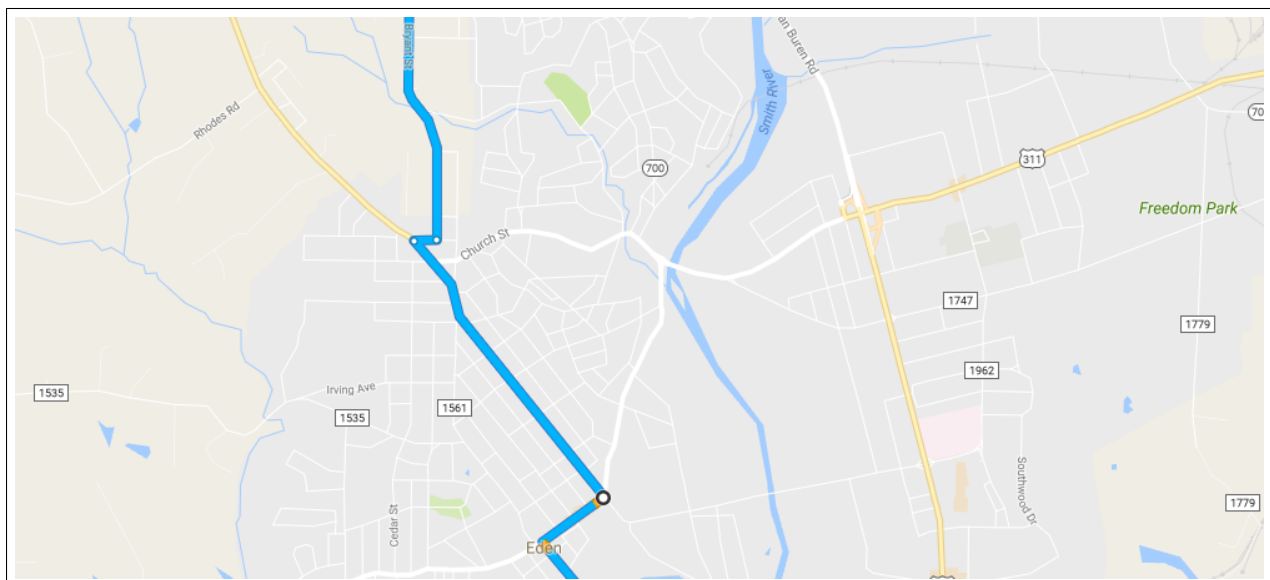 Bryant St
an Buren Rd
Smith River
Rhodes Rd
70
311
700
Freedom Park
Church St
1747
1779
1962
Irving Ave
1535
1535
1561
Southwood Dr
1779
Cedar St
Eden